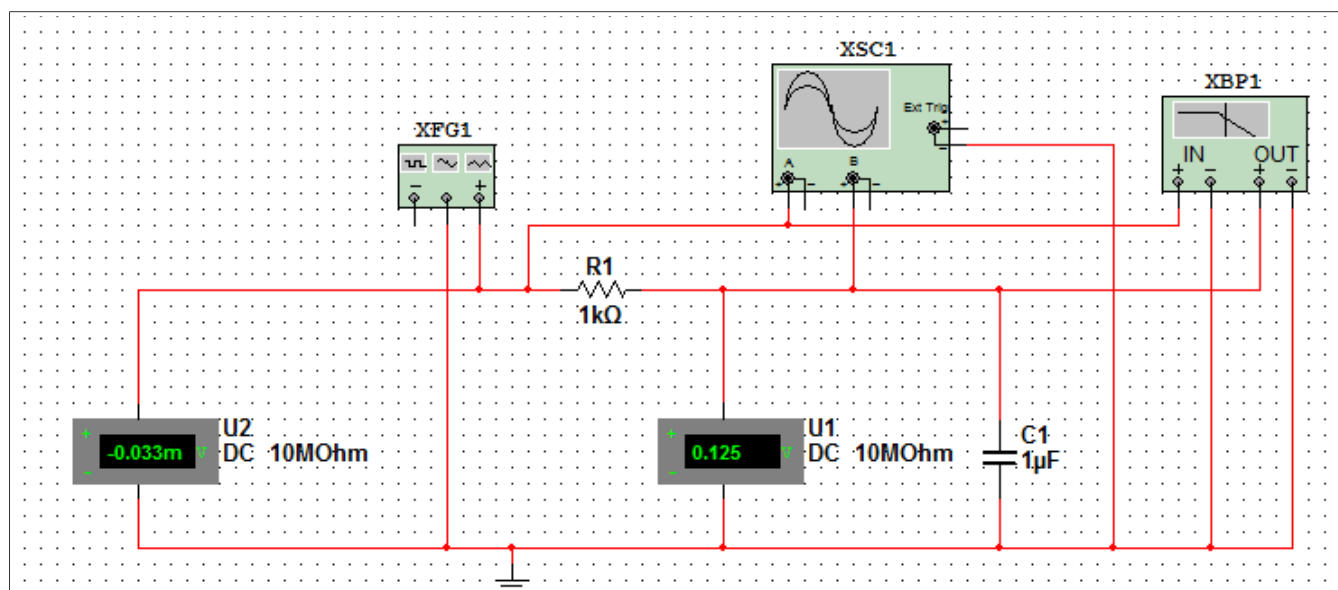 XSC1
Ext Trig
+
-
A
B
+ - + -
XBP1
IN OUT
+ - + -
XFG1
- +
R1
1kΩ
+
-0.033m V
-
U2
DC 10MOhm
+
0.125 V
-
U1
DC 10MOhm
C1
1µF